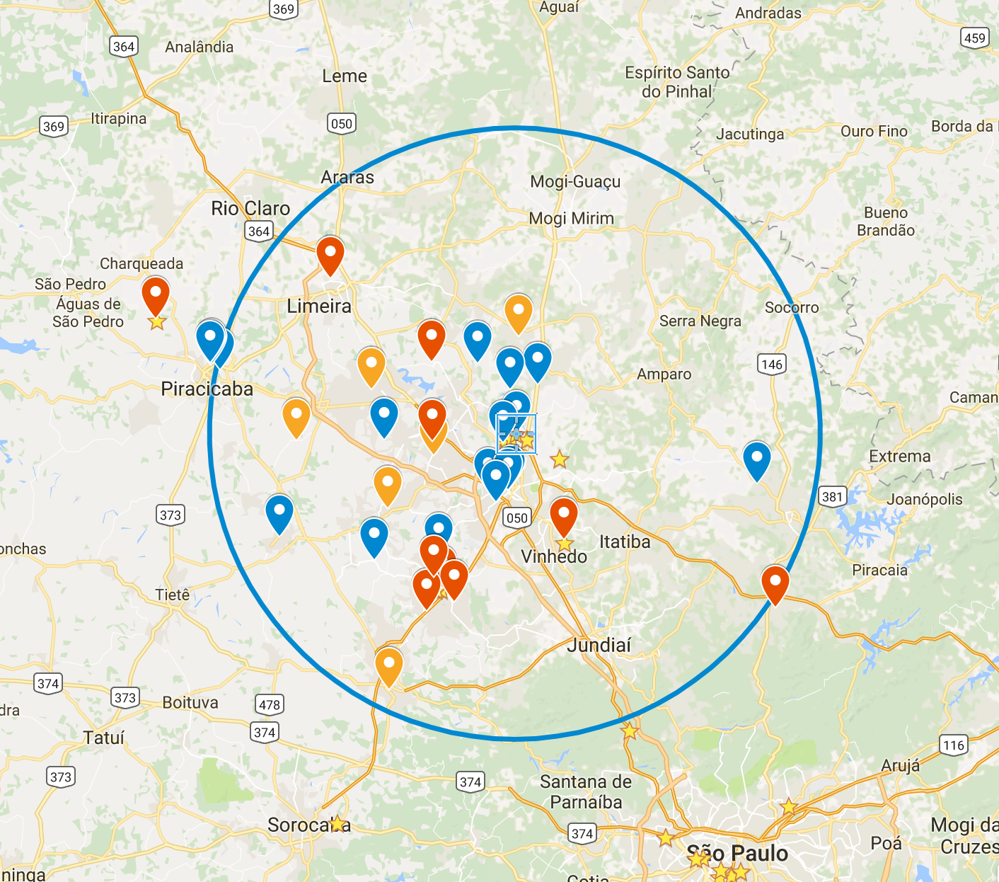 Aguaí
369
Andradas
459
364
Analândia
Leme
Espírito Santo
do Pinhal
Itirapina
369
050
Jacutinga
Ouro Fino
Borda da
Araras
Mogi-Guaçu
Rio Claro
Mogi Mirim
Bueno
Brandão
364
Charqueada
São Pedro
Águas de
São Pedro
Limeira
Socorro
Serra Negra
146
Amparo
Piracicaba
Caman
Extrema
381
Joanópolis
373
050
onchas
Itatiba
Vinhedo
Piracaia
Tietê
Jundiaí
374
373
Boituva
478
dra
374
Tatuí
116
Arujá
373
374
Santana de
Parnaíba
Sorocaba
374
Mogi da
Cruzes
Poá
São Paulo
ninga
Cotia